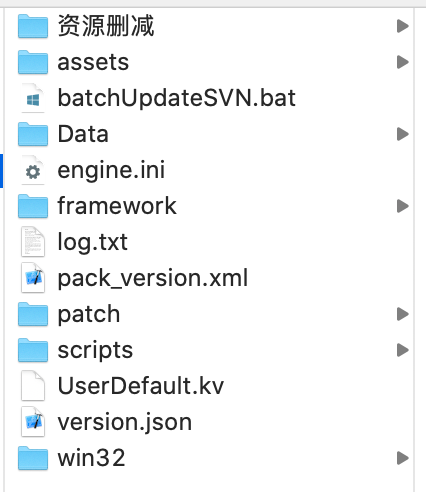 资源删减
assets
batchUpdateSVN.bat
Data
engine.ini
framework
log.txt
pack_version.xml
patch
scripts
UserDefault.kv
version.json
win32